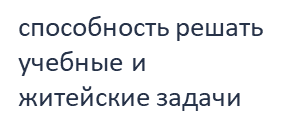 способность решать
учебные и
житейские задачи